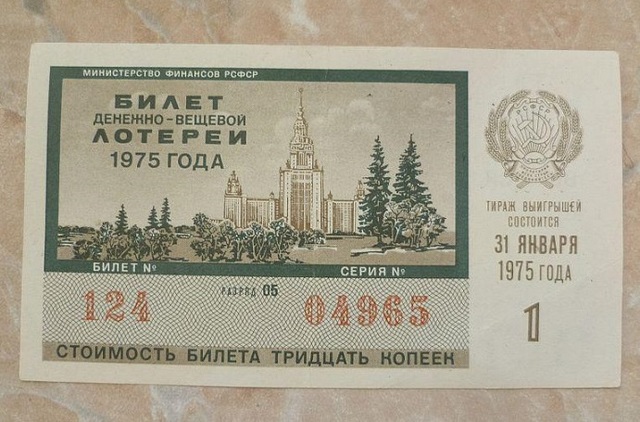 МИНИСТЕРСТВО ФИНАНСОВ РСФСР
БИЛЕТ
ДЕНЕЖНО-ВЕЩЕВОЙ
ЛОТЕРЕИ
1975 ГОДА
БИЛЕТ № СЕРИЯ №
124 РАЗРЯД 05 04965
СТОИМОСТЬ БИЛЕТА ТРИДЦАТЬ КОПЕЕК
ТИРАЖ ВЫИГРЫШЕЙ
СОСТОИТСЯ
31 ЯНВАРЯ
1975 ГОДА
1